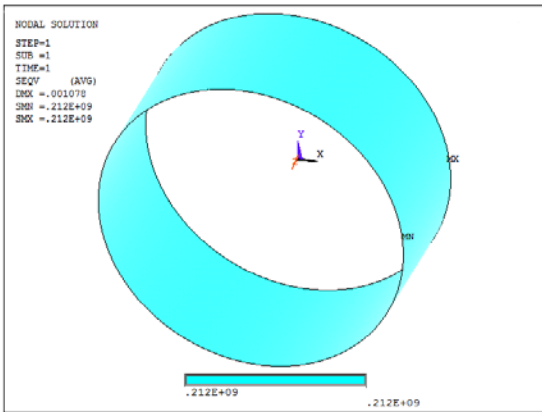 NODAL SOLUTION
STEP=1
SUB =1
TIME=1
SEQV (AVG)
DMX =.001078
SMN =.212E+09
SMX =.212E+09
Y
X
MX
MN
.212E+09
.212E+09